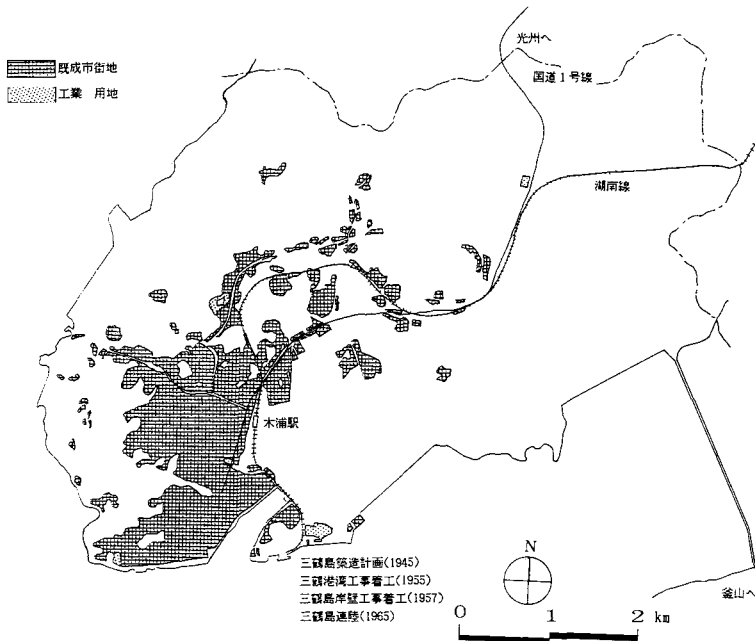 光州へ
国道1号線
既成市街地
工業 用地
湖南線
木浦駅
三鶴島築造計画(1945)
三鶴港湾工事着工(1955)
三鶴島岸壁工事着工(1957)
三鶴島連陸(1965)
N
釜山へ
0 1 2 km